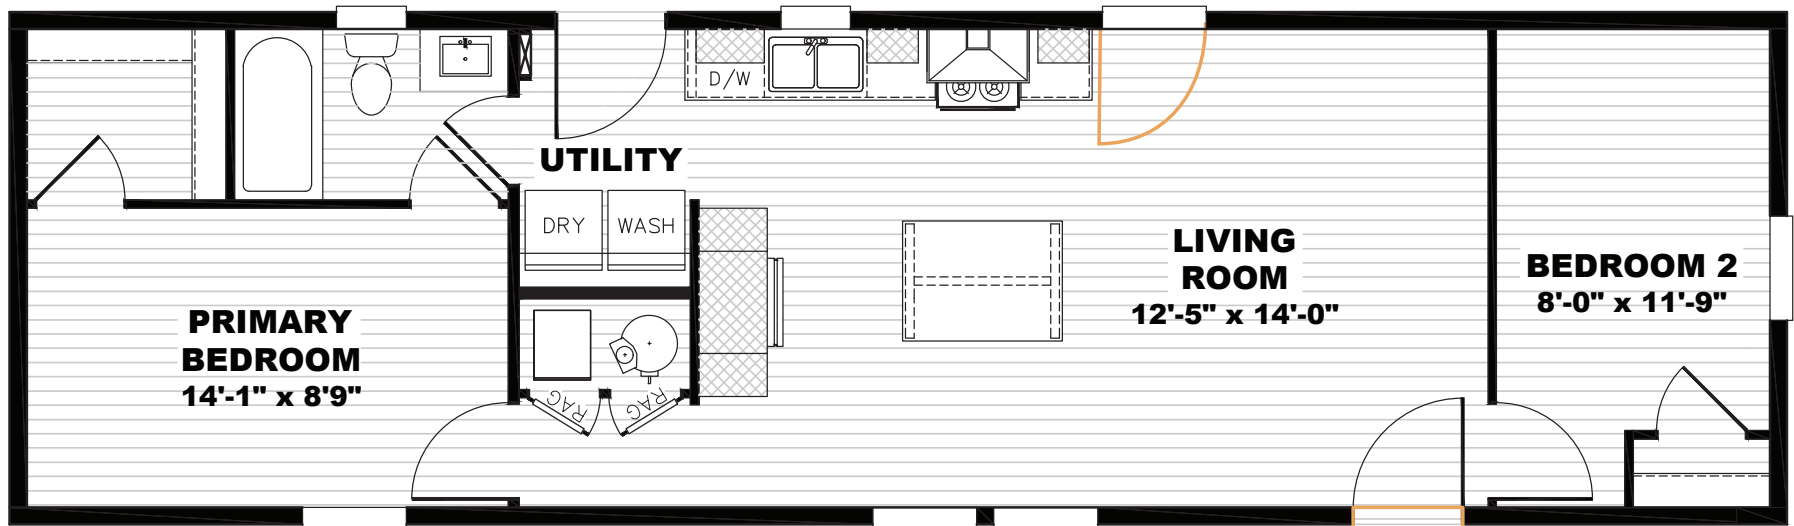 D/W
UTILITY
DRY
WASH
LIVING
ROOM
12'-5" x 14'-0"
BEDROOM 2
8'-0" x 11'-9"
PRIMARY
BEDROOM
14'-1" x 8'9"
RAG
RAG